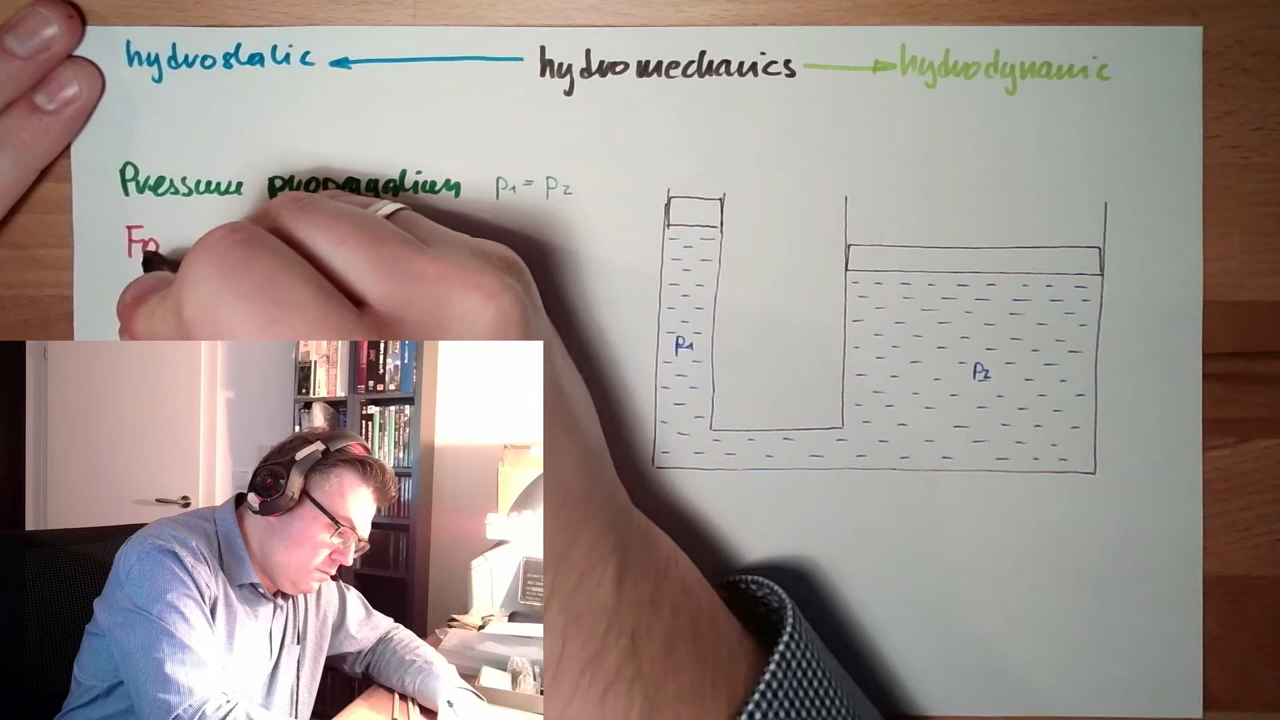 hydrostatic ← hydromechanics → hydrodynamic
Pressure propagation p₁ = p₂
p₁
p₂